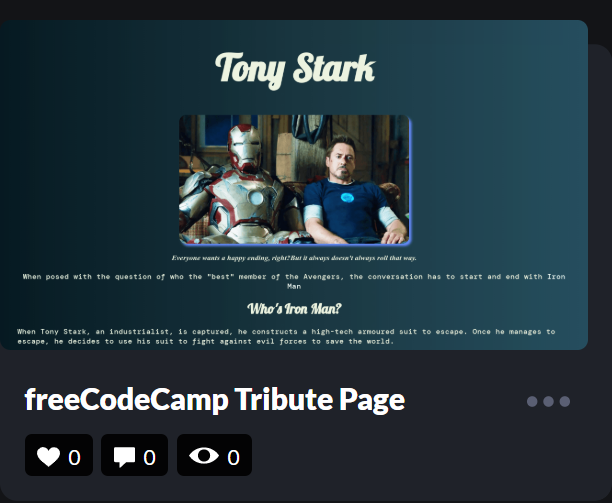 Tony Stark
Everyone wants a happy ending, right?But it always doesn't always roll that way.
When posed with the question of who the "best" member of the Avengers, the conversation has to start and end with Iron
Man
Who's Iron Man?
When Tony Stark, an industrialist, is captured, he constructs a high-tech armoured suit to escape. Once he manages to
escape, he decides to use his suit to fight against evil forces to save the world.
freeCodeCamp Tribute Page
0 0 0